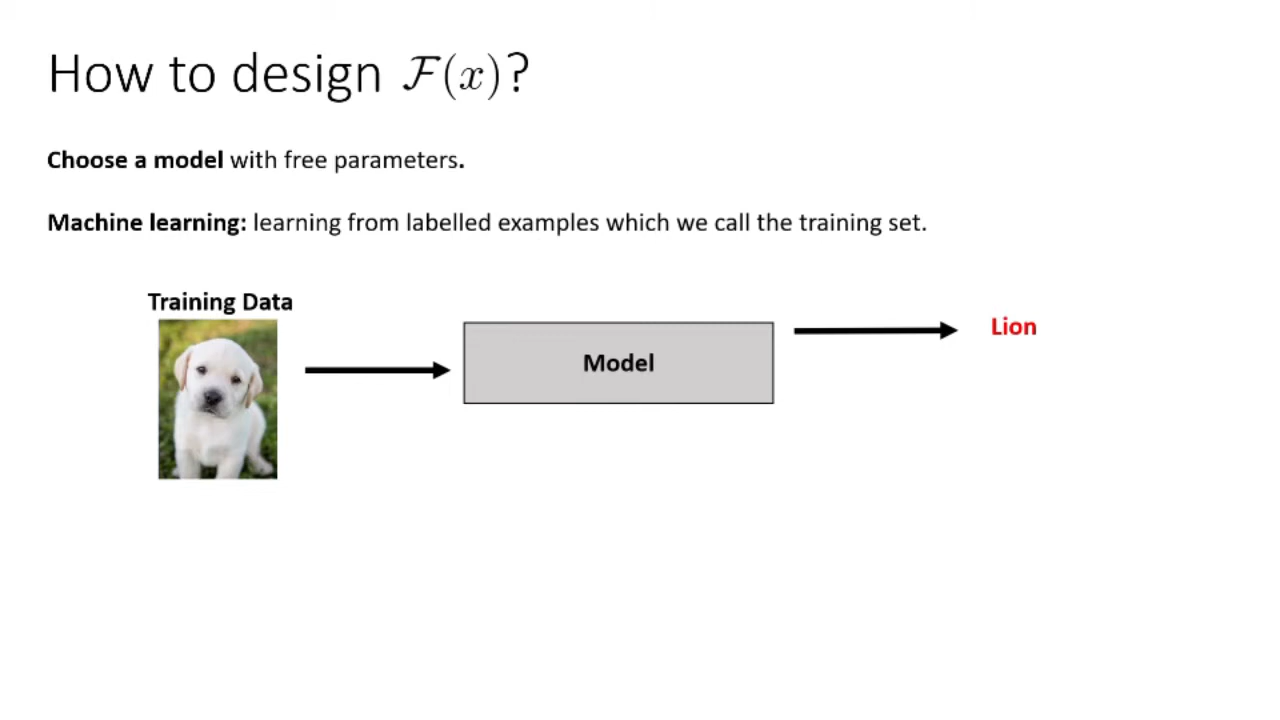 How to design ℱ(x)?
Choose a model with free parameters.
Machine learning: learning from labelled examples which we call the training set.
Training Data
Model
Lion